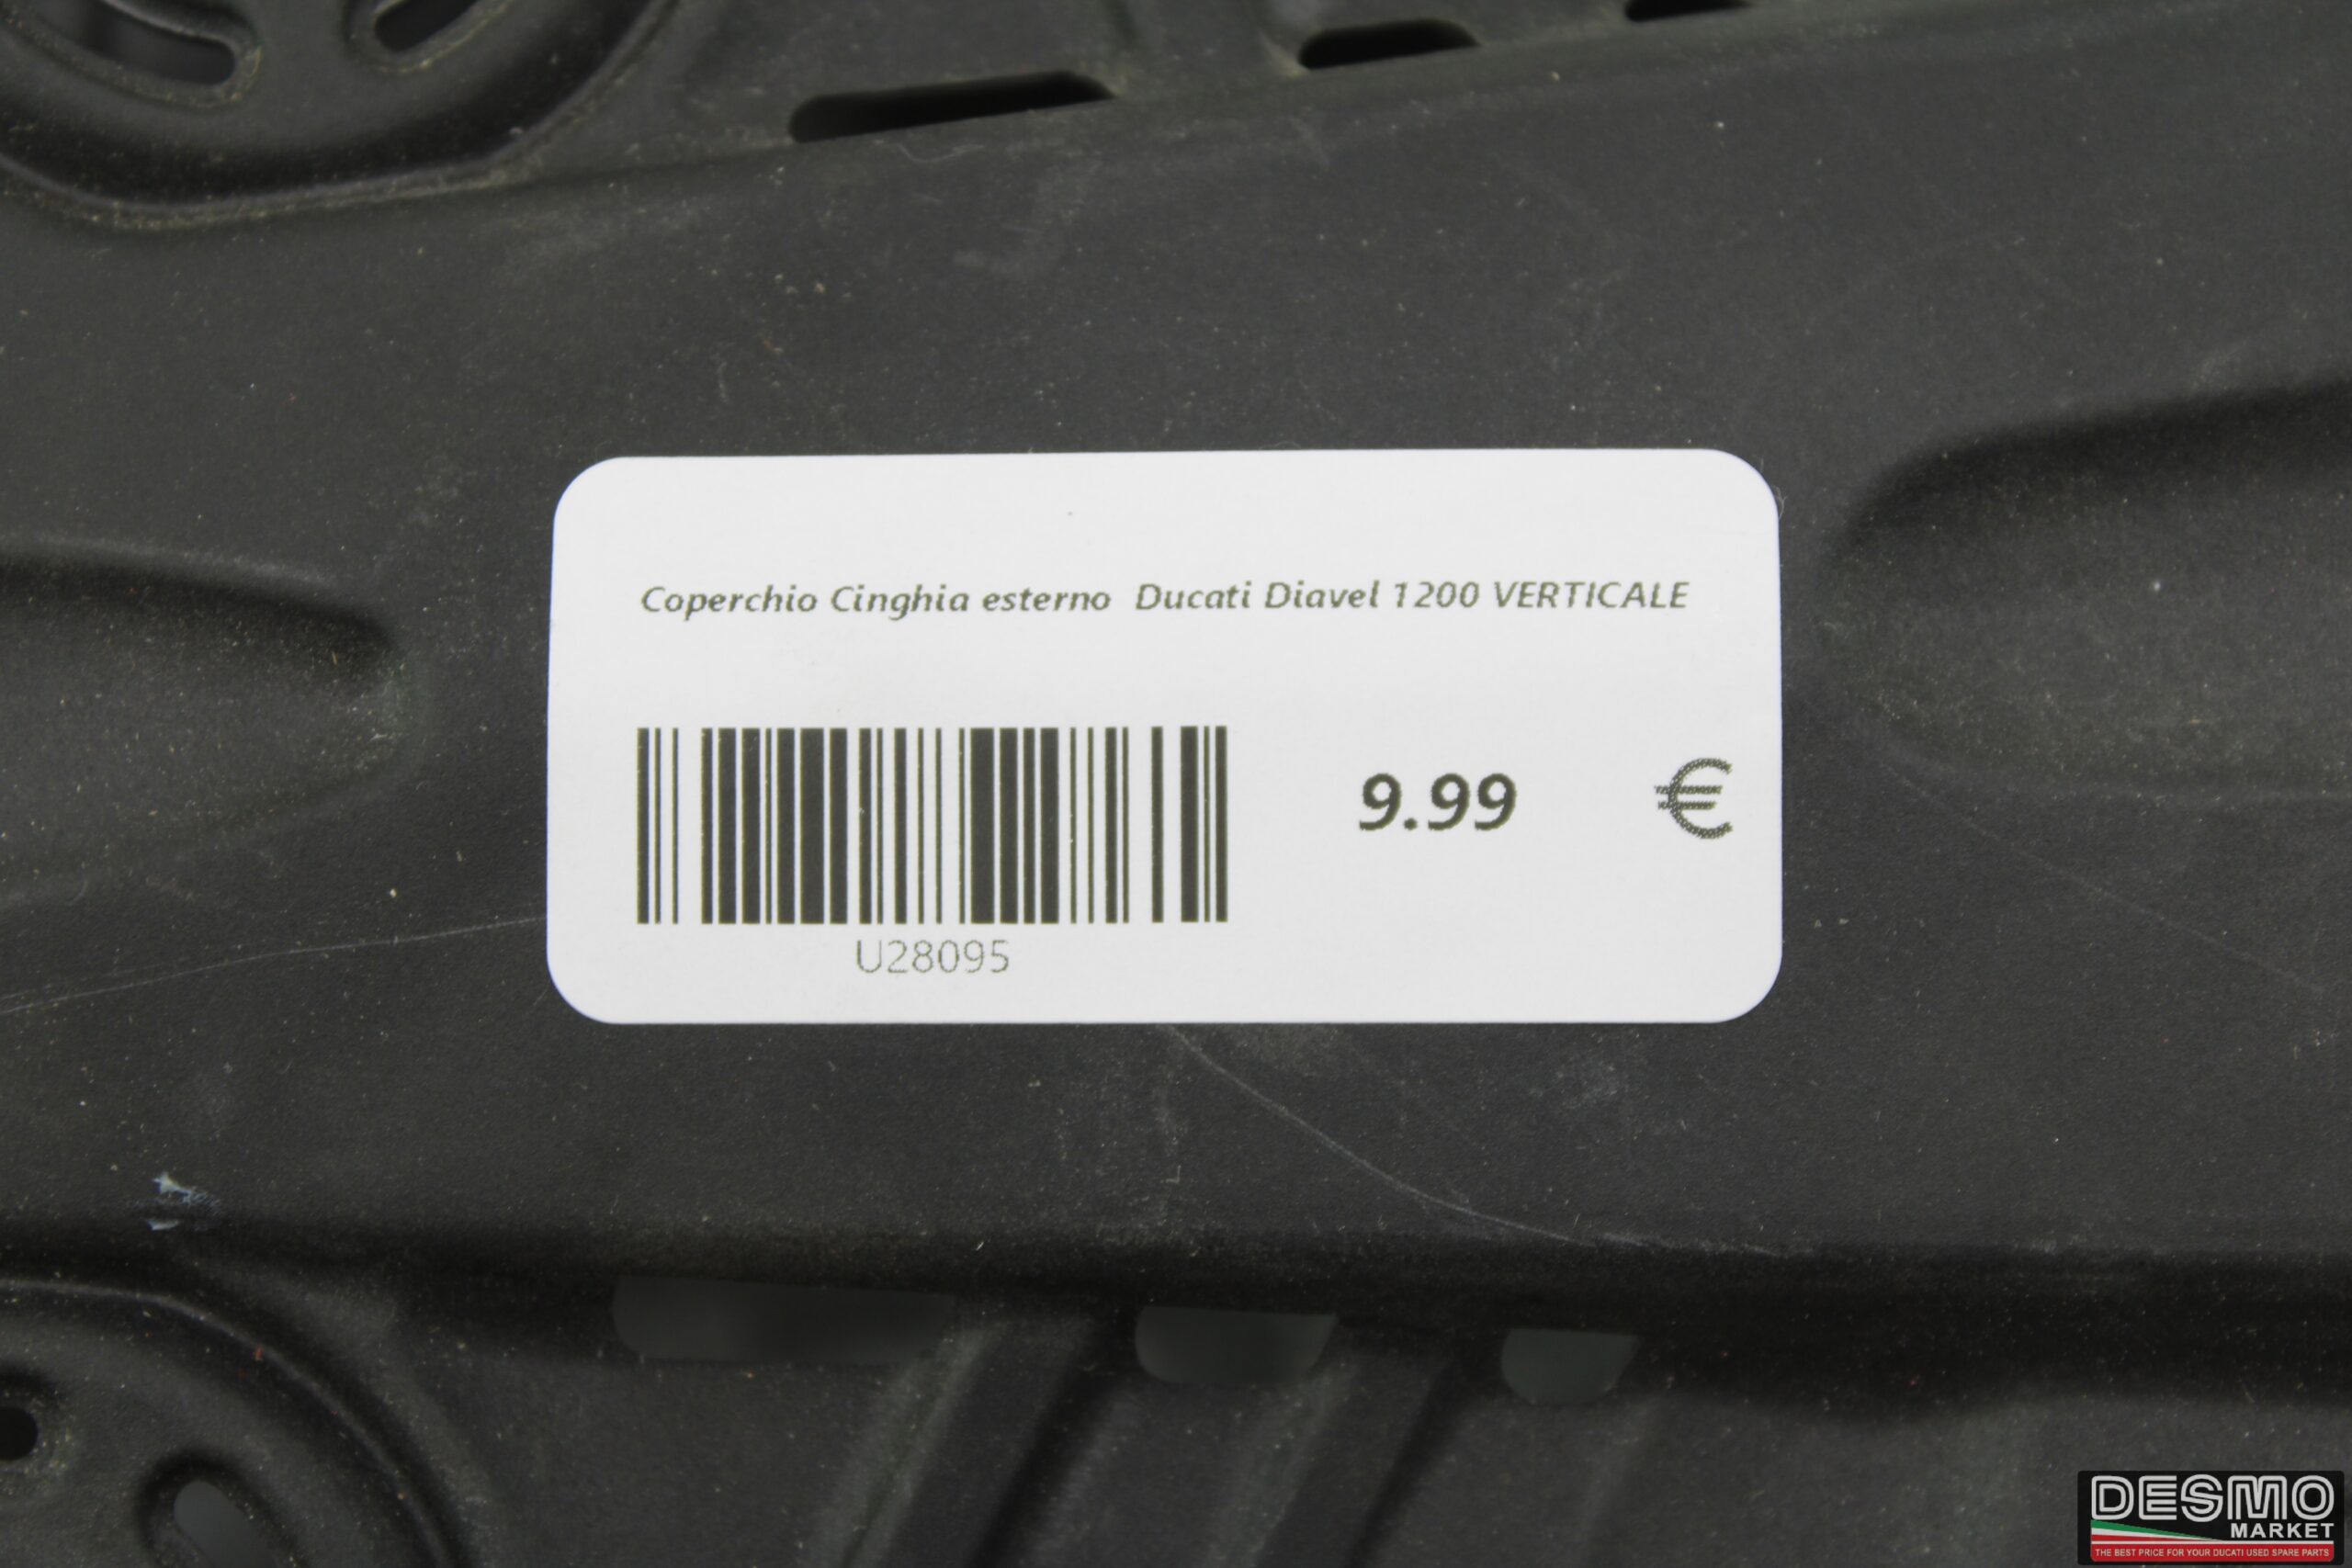 Coperchio Cinghia esterno Ducati Diavel 1200 VERTICALE
9.99 €
U28095
DESMO
MARKET
THE BEST PRICE FOR YOUR DUCATI USED SPARE PARTS